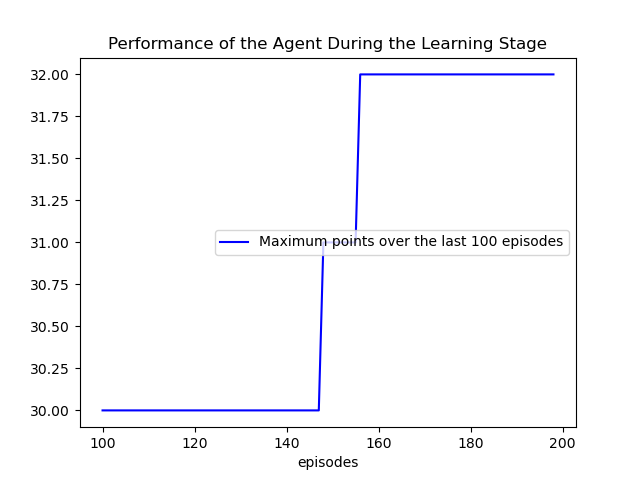 Performance of the Agent During the Learning Stage
32.00
31.75
31.50
31.25
31.00
30.75
30.50
30.25
30.00
Maximum points over the last 100 episodes
100 120 140 160 180 200
episodes